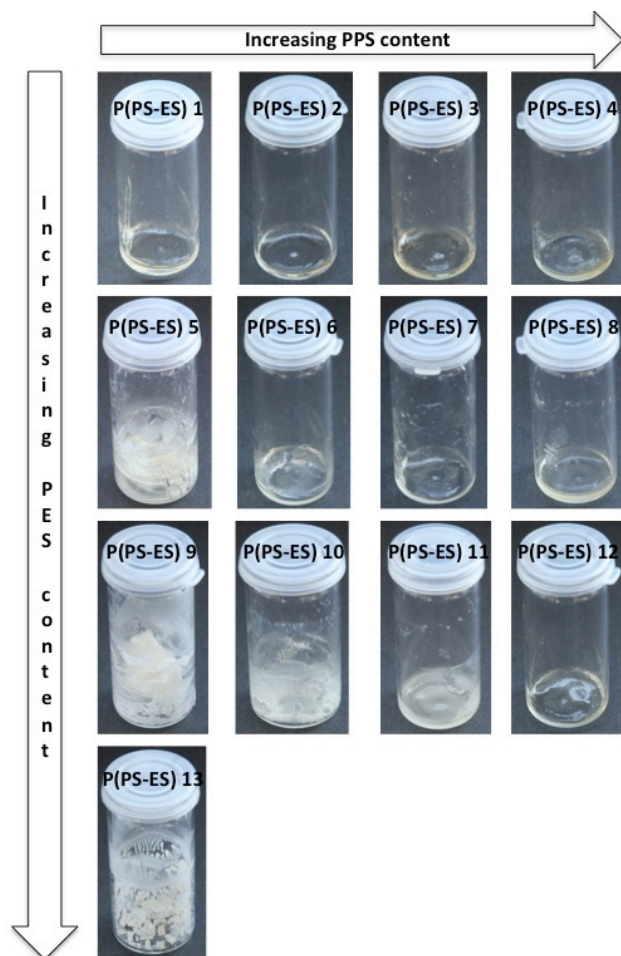 Increasing PPS content
Increasing PES content
P(PS-ES) 1
P(PS-ES) 2
P(PS-ES) 3
P(PS-ES) 4
P(PS-ES) 5
P(PS-ES) 6
P(PS-ES) 7
P(PS-ES) 8
P(PS-ES) 9
P(PS-ES) 10
P(PS-ES) 11
P(PS-ES) 12
P(PS-ES) 13